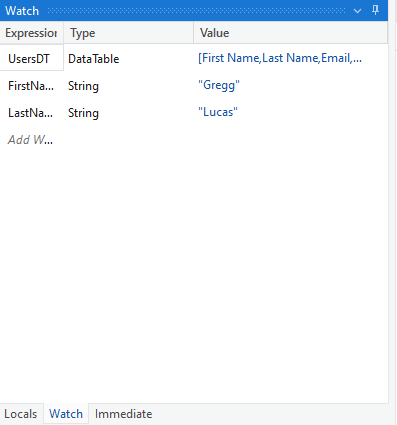 Watch
Expression Type Value
UsersDT DataTable [First Name,Last Name,Email,...
FirstNa... String "Gregg"
LastNa... String "Lucas"
Add W...
Locals Watch Immediate